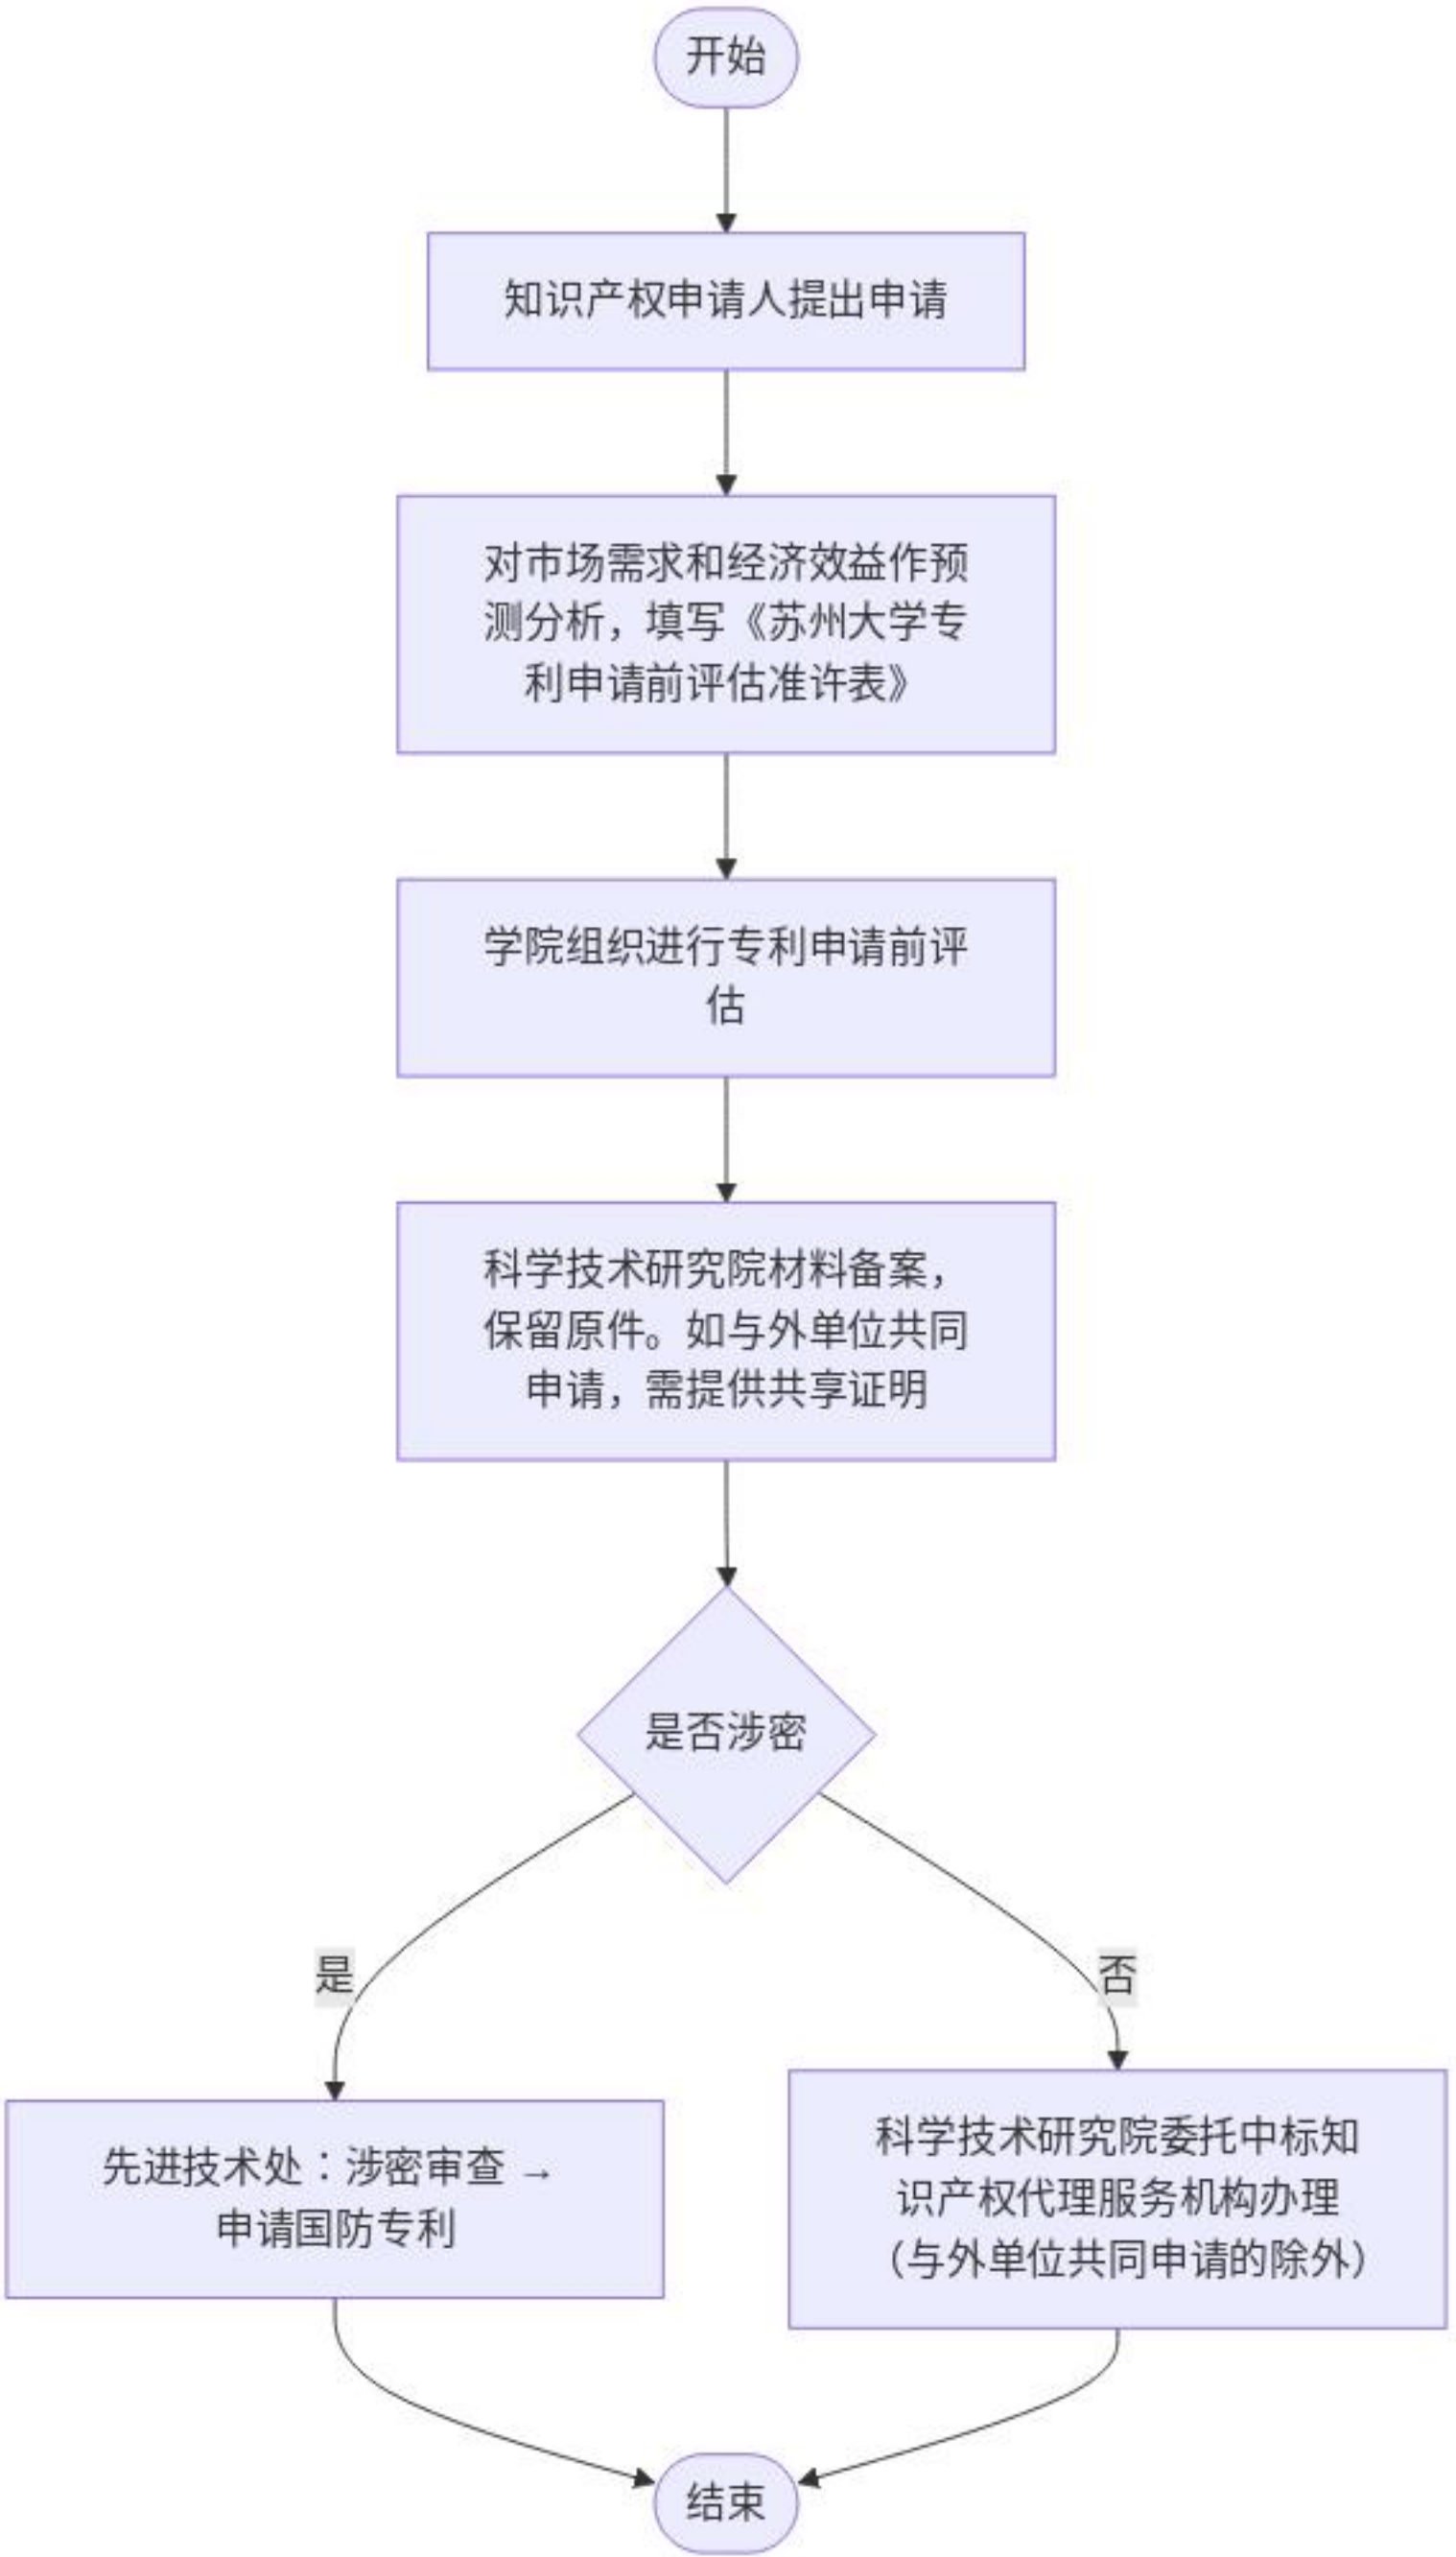 开始
知识产权申请人提出申请
对市场需求和经济效益作预
测分析，填写《苏州大学专
利申请前评估准许表》
学院组织进行专利申请前评
估
科学技术研究院材料备案，
保留原件。如与外单位共同
申请，需提供共享证明
是否涉密
是
否
先进技术处：涉密审查 →
申请国防专利
科学技术研究院委托中标知
识产权代理服务机构办理
（与外单位共同申请的除外）
结束